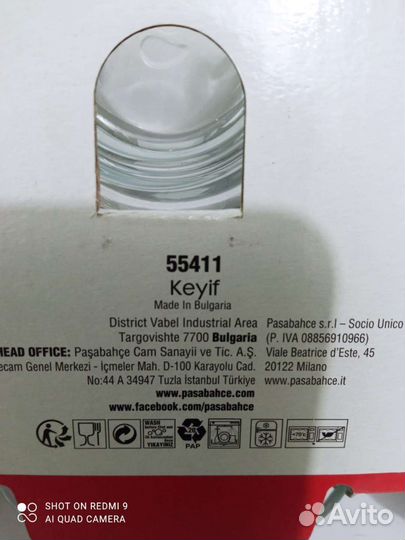 55411
Keyif
Made In Bulgaria
District Vabel Industrial Area
Targovishte 7700 Bulgaria
HEAD OFFICE: Paşabahçe Cam Sanayii ve Tic. A.Ş.
ecam Genel Merkezi - İçmeler Mah. D-100 Karayolu Cad.
No:44 A 34947 Tuzla İstanbul Türkiye
www.pasabahce.com
www.facebook.com/pasabahce
Pasabahce s.r.l – Socio Unico
(P. IVA 08856910966)
Viale Beatrice d'Este, 45
20122 Milano
www.pasabahce.it
WASH
YIKAYINIZ
PAP
SHOT ON REDMI 9
AI QUAD CAMERA
Avito